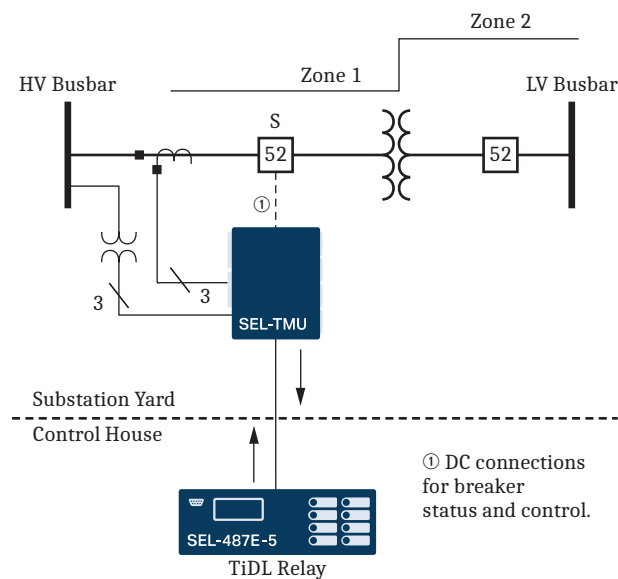 Zone 2
Zone 1
HV Busbar
LV Busbar
S
52
52
①
3
3
SEL-TMU
Substation Yard
Control House
① DC connections
for breaker
status and control.
SEL-487E-5
TiDL Relay